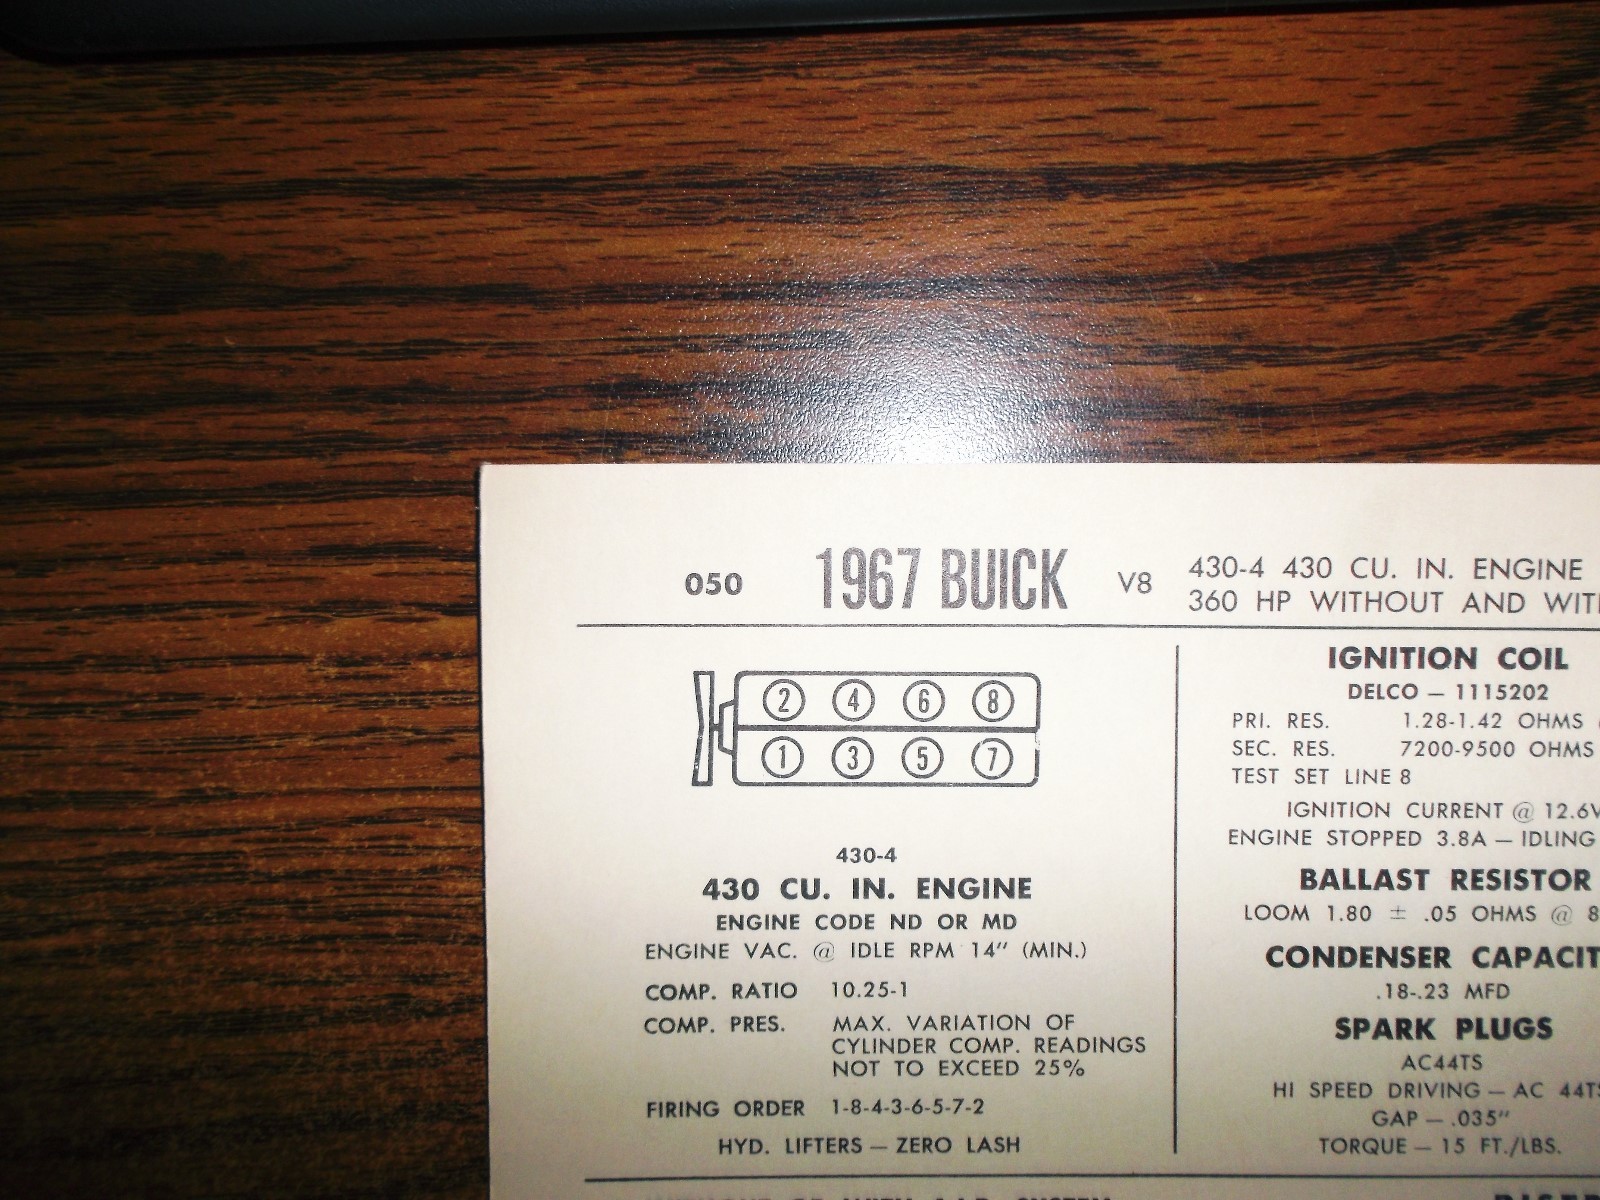 050 1967 BUICK V8 430-4 430 CU. IN. ENGINE
360 HP WITHOUT AND
2 4 6 8
1 3 5 7
430-4
430 CU. IN. ENGINE
ENGINE CODE ND OR MD
ENGINE VAC. @ IDLE RPM 14" (MIN.)
COMP. RATIO 10.25-1
COMP. PRES. MAX. VARIATION OF
CYLINDER COMP. READINGS
NOT TO EXCEED 25%
FIRING ORDER 1-8-4-3-6-5-7-2
HYD. LIFTERS — ZERO LASH
IGNITION COIL
DELCO — 1115202
PRI. RES. 1.28-1.42 OHMS
SEC. RES. 7200-9500 OHMS
TEST SET LINE 8
IGNITION CURRENT @ 12.6V
ENGINE STOPPED 3.8A — IDLING
BALLAST RESISTOR
LOOM 1.80 ± .05 OHMS @ 8
CONDENSER CAPACIT
.18-.23 MFD
SPARK PLUGS
AC44TS
HI SPEED DRIVING — AC 44TS
GAP — .035"
TORQUE — 15 FT./LBS.